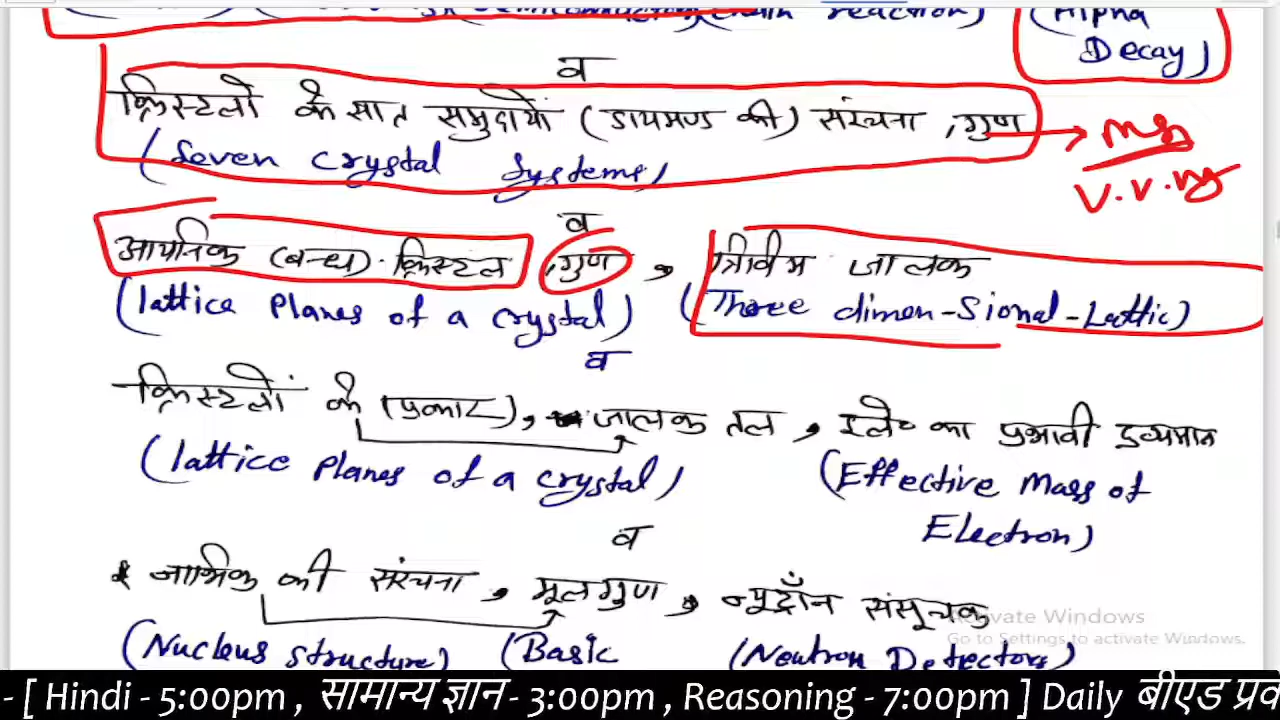 reaction) (Alpha
Decay)
व
क्रिस्टलो के सात समुदायों (डायमण्ड की) संरचना , गुण
(Seven Crystal Systems)
V.V.
व
आयनिक (बन्ध) क्रिस्टल , गुण , त्रिविम जालक
(lattice Planes of a crystal) (Three dimen-Sional-Lattic)
व
क्रिस्टलों के (प्रकार), जालक तल , इले० का प्रभावी द्रव्यमान
(lattice Planes of a crystal) (Effective Mass of
Electron)
व
* नाभिक की संरचना , मूलगुण , न्यूट्रॉन संसूचक
Activate Windows
Go to Settings to activate Windows.
(Nucleus structure) (Basic (Neutron Detectors)
- [ Hindi - 5:00pm , सामान्य ज्ञान- 3:00pm , Reasoning - 7:00pm ] Daily बीएड प्रव